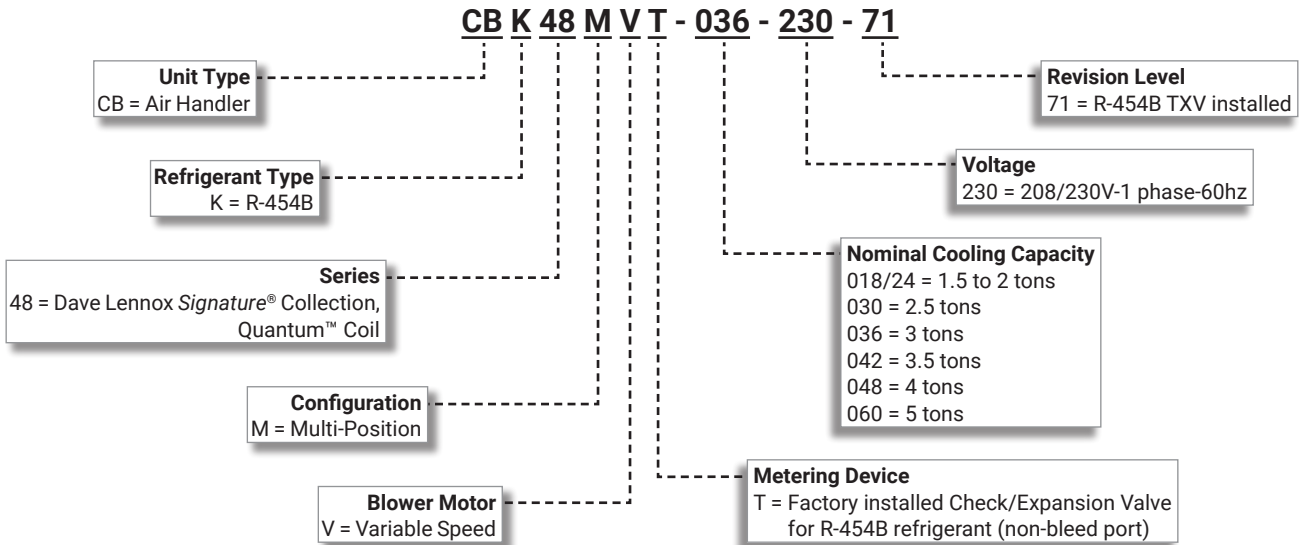 CB K 48 M V T - 036 - 230 - 71
Unit Type
CB = Air Handler
Refrigerant Type
K = R-454B
Series
48 = Dave Lennox Signature® Collection,
Quantum™ Coil
Configuration
M = Multi-Position
Blower Motor
V = Variable Speed
Revision Level
71 = R-454B TXV installed
Voltage
230 = 208/230V-1 phase-60hz
Nominal Cooling Capacity
018/24 = 1.5 to 2 tons
030 = 2.5 tons
036 = 3 tons
042 = 3.5 tons
048 = 4 tons
060 = 5 tons
Metering Device
T = Factory installed Check/Expansion Valve
for R-454B refrigerant (non-bleed port)